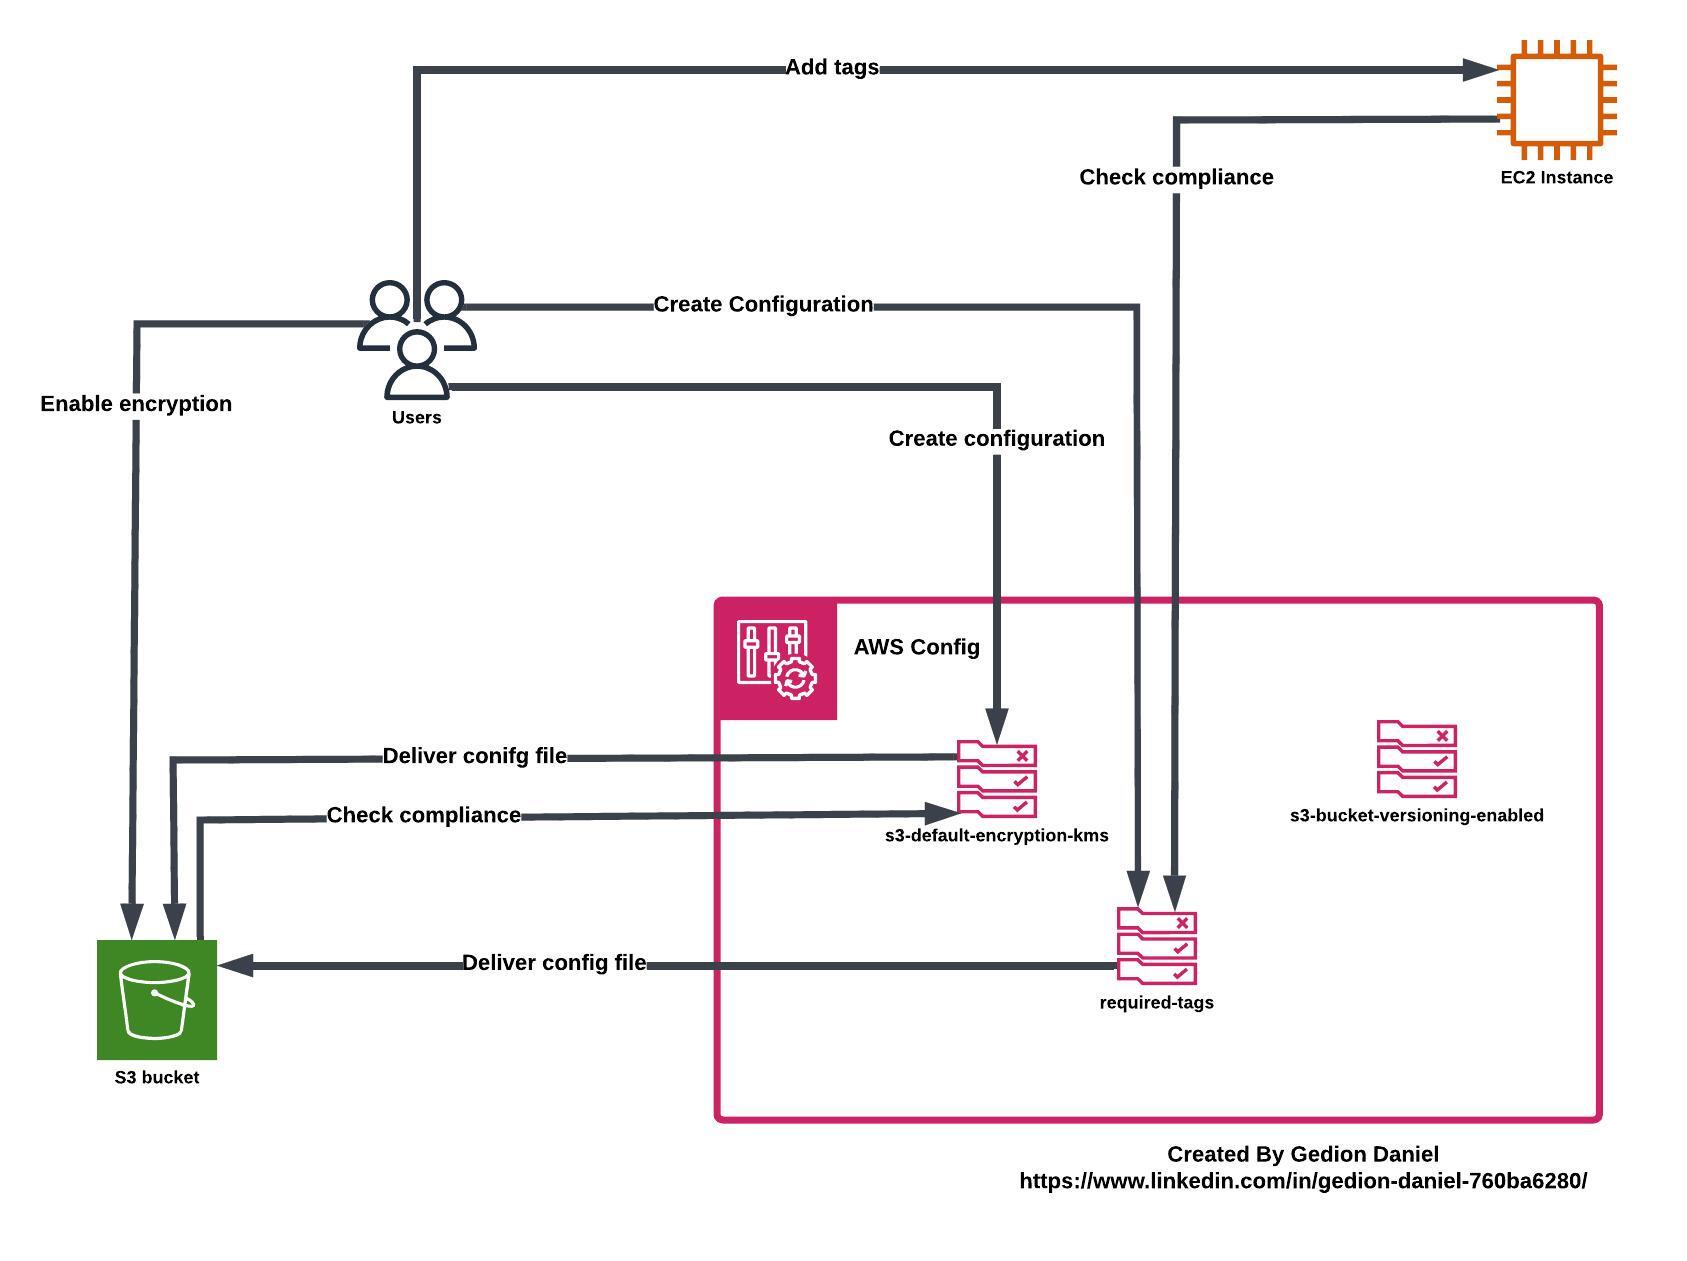 Add tags
Check compliance
EC2 Instance
Create Configuration
Enable encryption
Users
Create configuration
AWS Config
Deliver conifg file
Check compliance
s3-default-encryption-kms
s3-bucket-versioning-enabled
Deliver config file
required-tags
S3 bucket
Created By Gedion Daniel
https://www.linkedin.com/in/gedion-daniel-760ba6280/